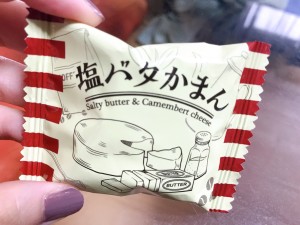 塩バタかまん
Salty butter & Camembert cheese
BUTTER